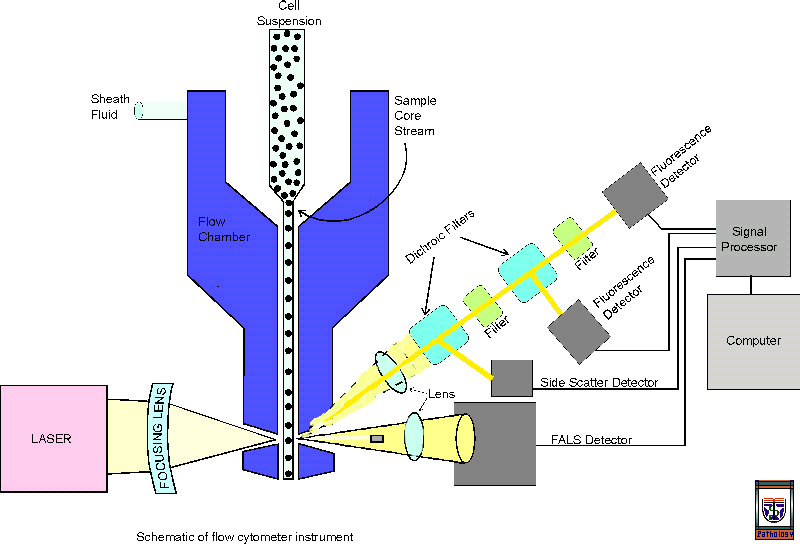 Cell
Suspension
Sheath
Fluid
Sample
Core
Stream
Flow
Chamber
Dichroic Filters
Fluorescence
Detector
Filter
Signal
Processor
Fluorescence
Detector
Filter
Computer
Side Scatter Detector
Lens
LASER
FOCUSING LENS
FALS Detector
Schematic of flow cytometer instrument
Pathology